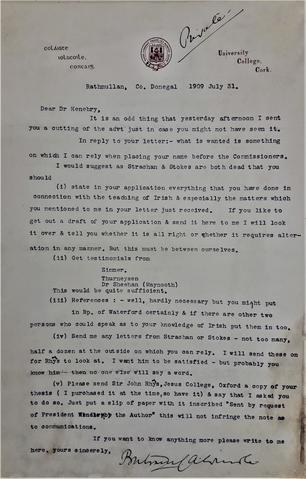 COLÁISTE
IOLSCOILE,
CORCAIG.
Private
University
College,
Cork.
Rathmullan, Co, Donegal 1909 July 31.
Dear Dr Henebry,
It is an odd thing that yesterday afternoon I sent
you a cutting of the advt just in case you might not have seen it.
In reply to your letter:- what is wanted is something
on which I can rely when placing your name before the Commissioners.
I would suggest as Strachan & Stokes are both dead that you
should
(i) state in your application everything that you have done in
connection with the teaching of Irish & especially the matters which
you mentioned to me in your letter just received. If you like to
get out a draft of your application & send it here to me I will look
it over & tell you whether it is all right or whether it requires alter-
ation in any manner. But this must be between ourselves.
(ii) Get testimonials from
Zimmer.
Thurneysen
Dr Sheehan (Maynooth)
This would be quite sufficient.
(iii) References : - well, hardly necessary but you might put
in Bp. of Waterford certainly & if there are other two
persons who could speak as to your knowledge of Irish put them in too.
(iv) Send me any letters from Strachan or Stokes - not too many,
half a dozen at the outside on which you can rely. I will send these on
for Rhŷs to look at. I want him to be satisfied - but probably you
know him - then no one else will say a word.
(v) Please send Sir John Rhŷs, Jesus College, Oxford a copy of your
thesis ( I purchased it at the time, so have it) & say that I asked you
to do so. Just put a slip of paper with it inscribed "Sent by request
of President Windle, by the Author" this will not infringe the note as
to communications.
If you want to know anything more please write to me
here, yours sincerely,
Bertram C A Windle